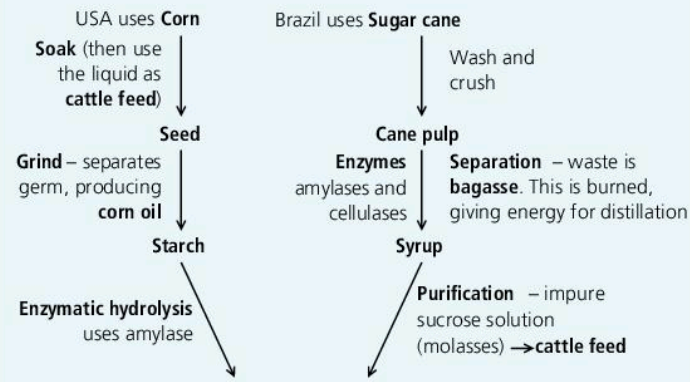 USA uses Corn
Soak (then use
the liquid as
cattle feed)
Seed
Grind – separates
germ, producing
corn oil
Starch
Enzymatic hydrolysis
uses amylase
Brazil uses Sugar cane
Wash and
crush
Cane pulp
Enzymes
amylases and
cellulases
Separation – waste is
bagasse. This is burned,
giving energy for distillation
Syrup
Purification – impure
sucrose solution
(molasses) → cattle feed